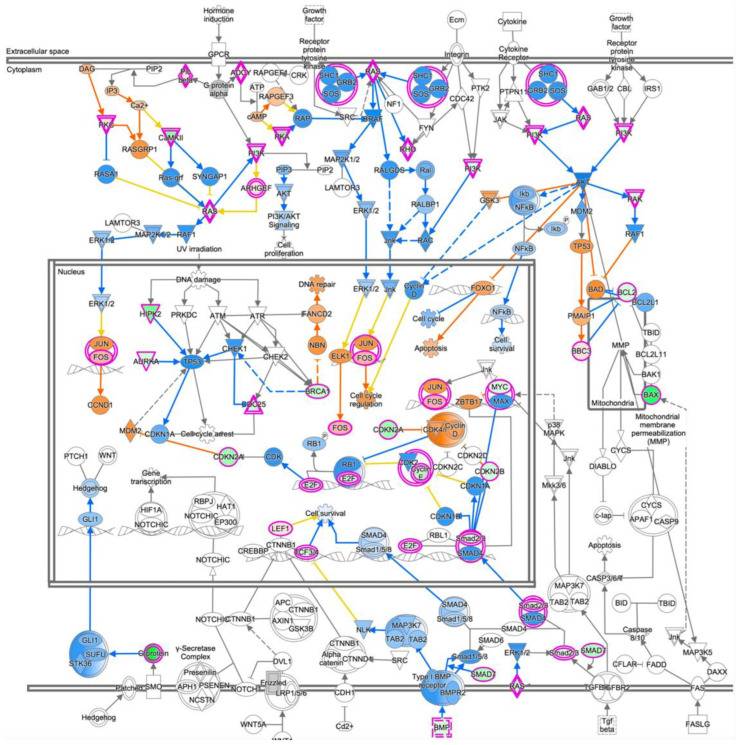 Hormone
induction
Growth
factor
Ecm
Cytokine
Growth
factor
Extracellular space
Cytoplasm
GPCR
Receptor
protein
tyrosine
kinase
Integrin
Cytokine
Receptor
Receptor
protein
tyrosine
kinase
DAG
PIP2
G protein
alpha
ADCY
RAPGEF1
CRK
ATP
RAPGEF3
IP3
Ca2+
cAMP
RAP
PKA
SHC1
GRB2
SOS
SRC
RAS
NF1
BRAF
SHC1
GRB2
SOS
FYN
RHO
CDC42
PTK2
PTPN11
JAK
SHC1
GRB2
SOS
RAS
PI3K
GAB1/2
CBL
IRS1
PI3K
PKC
RASGRP1
CaMKII
PI3K
RASA1
Ras-grf
SYNGAP1
ARHGEF
RAS
PIP3
PIP2
AKT
PI3K/AKT
Signaling
Cell
proliferation
MAP2K1/2
LAMTOR3
ERK1/2
RALGDS
Ral
RALBP1
Jnk
RAC
PI3K
GSK3
Ikb
NFkB
Ikb
NFkB
MDM2
TP53
PAK
RAF1
LAMTOR3
ERK1/2
MAP2K1/2
RAF1
UV irradiation
Nucleus
DNA damage
DNA repair
ERK1/2
HIPK2
PRKDC
ATM
ATR
FANCD2
NBN
ERK1/2
Jnk
Cyclin
D
FOXO1
Cell cycle
Apoptosis
NFkB
Cell
survival
PMAIP1
BAD
BCL2
BCL2L1
BBC3
TBID
BCL2L11
BAK1
MMP
BAX
Mitochondria
Mitochondrial
membrane
permeabilization
(MMP)
JUN
FOS
CCND1
AURKA
TP53
CHEK1
CHEK2
BRCA1
CDC25
ELK1
JUN
FOS
Cell cycle
regulation
FOS
JUN
FOS
Jnk
ZBTB17
MYC
MAX
MDM2
CDKN1A
Cell cycle arrest
CDKN2A
CDK
RB1
CDKN2A
CDK4/6
Cyclin
D
CDKN2D
CDKN2C
CDKN2B
CDK2
Cyclin
E
CDKN1A
CDKN1B
RB1
E2F
E2F
p38
MAPK
Jnk
Mkk3/6
DIABLO
CYCS
c-Iap
CYCS
APAF1
CASP9
PTCH1
WNT
Hedgehog
GLI1
Gene
transcription
HIF1A
NOTCHIC
RBPJ
NOTCHIC
HAT1
EP300
NOTCHIC
Cell survival
LEF1
CTNNB1
CREBBP
TCF3/4
SMAD4
Smad1/5/8
E2F
RBL1
Smad2/3
SMAD4
MAP3K7
TAB2
TAB2
Apoptosis
CASP3/6/7
APC
CTNNB1
AXIN1
GSK3B
NOTCHIC
CTNNB1
NLK
MAP3K7
TAB2
TAB2
SMAD4
Smad1/5/8
SMAD4
Smad2/3
SMAD4
BID
TBID
Caspase
8/10
Jnk
MAP3K5
GLI1
SUFU
STK36
γ-Secretase
Complex
Presenilin
APH1
PSENEN
NCSTN
DVL1
Alpha
catenin
CTNNB1
CTNND1
SRC
SMAD6
Smad1/5/8
SMAD7
ERK1/2
RAS
Smad2/3
SMAD7
CFLAR
FADD
DAXX
Patched
SMO
NOTCH
Frizzled
LRP1/5/6
CDH1
Type I BMP
receptor
BMPR2
TGFBR2
FAS
Hedgehog
WNT5A
Cd2+
BMP
Tgf
beta
FASLG